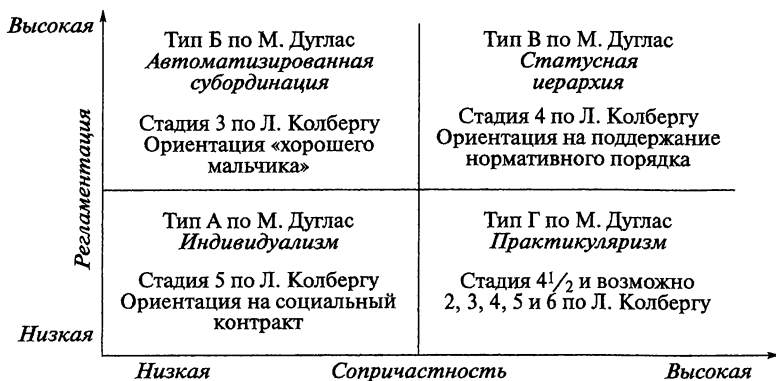 Высокая
Регламентация
Низкая
Тип Б по М. Дуглас
Автоматизированная
субординация
Стадия 3 по Л. Колбергу
Ориентация «хорошего
мальчика»
Тип В по М. Дуглас
Статусная
иерархия
Стадия 4 по Л. Колбергу
Ориентация на поддержание
нормативного порядка
Тип А по М. Дуглас
Индивидуализм
Стадия 5 по Л. Колбергу
Ориентация на социальный
контракт
Тип Г по М. Дуглас
Практикуляризм
Стадия 4 1/2 и возможно
2, 3, 4, 5 и 6 по Л. Колбергу
Низкая Сопричастность Высокая